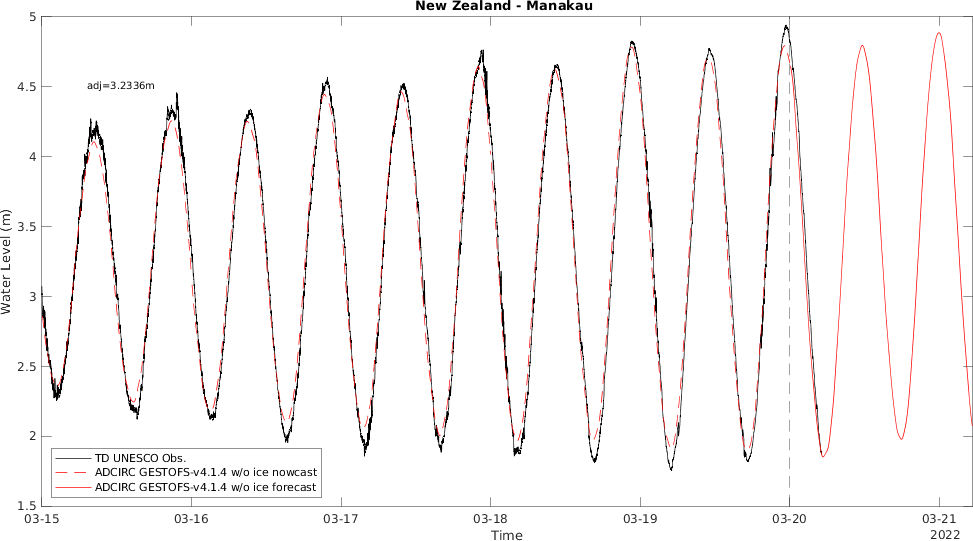 New Zealand - Manakau
adj=3.2336m
5
4.5
4
3.5
3
2.5
2
1.5
Water Level (m)
TD UNESCO Obs.
ADCIRC GESTOFS-v4.1.4 w/o ice nowcast
ADCIRC GESTOFS-v4.1.4 w/o ice forecast
03-15 03-16 03-17 03-18 03-19 03-20 03-21
Time
2022